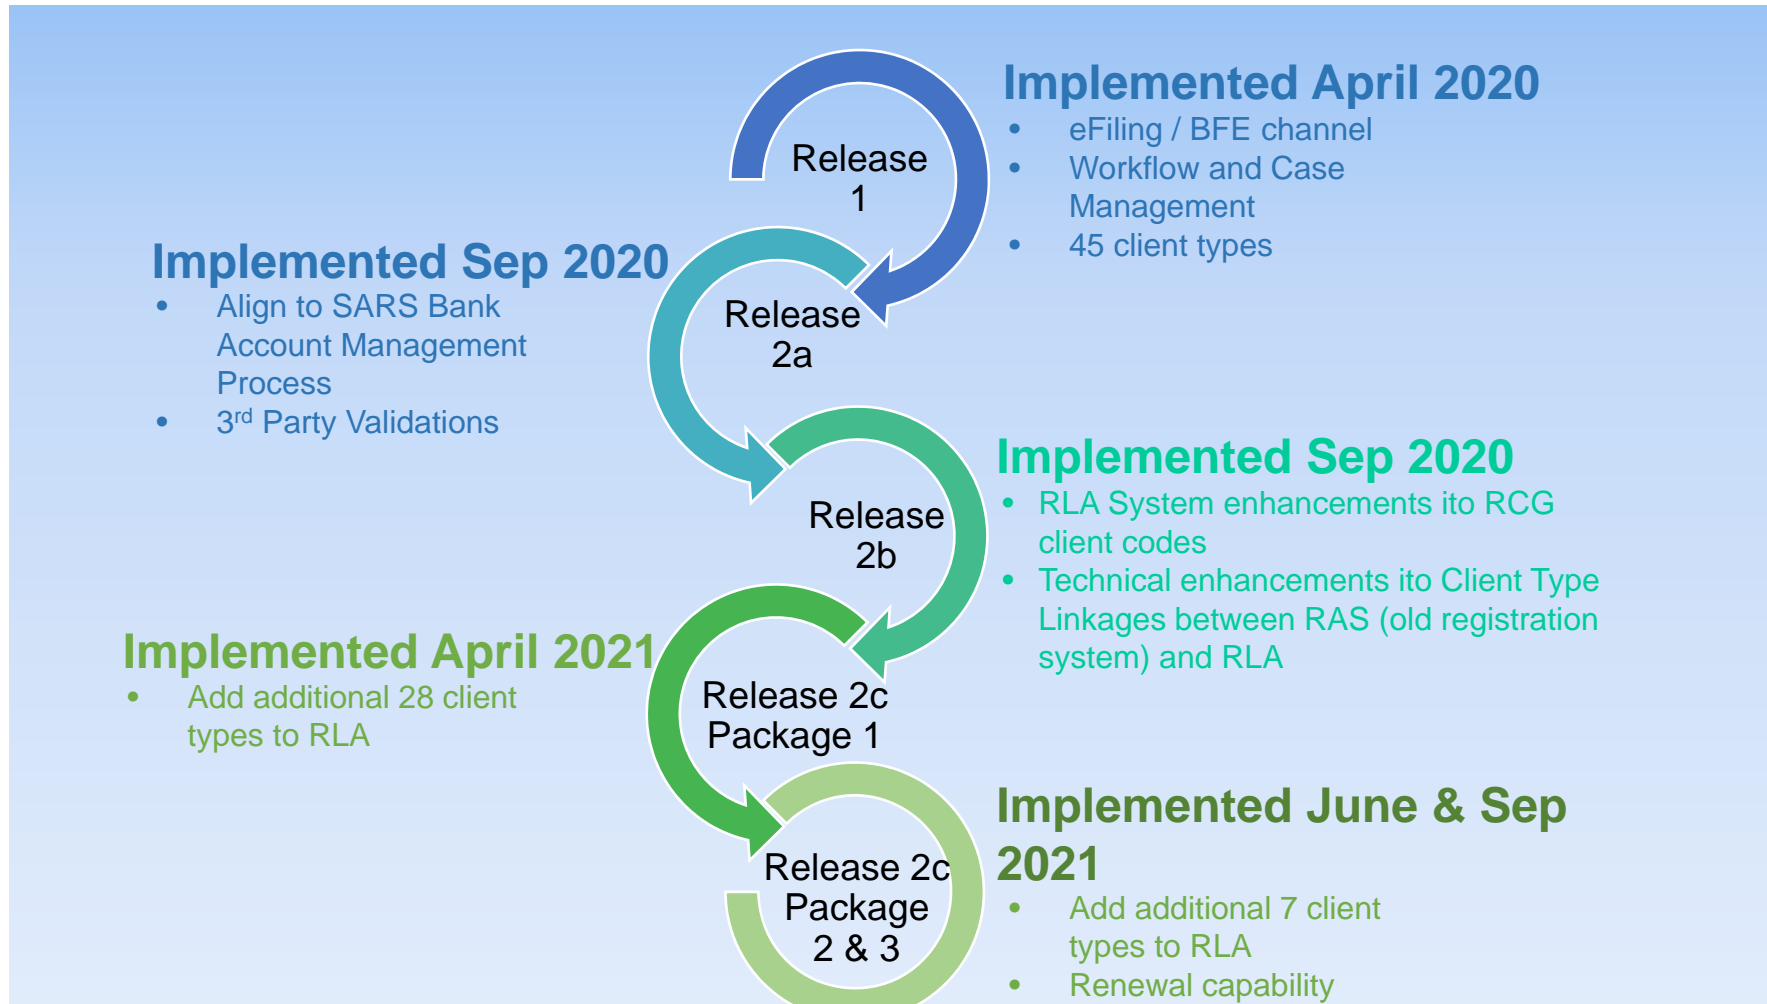 Release
1
Implemented April 2020
• eFiling / BFE channel
• Workflow and Case
Management
• 45 client types
Implemented Sep 2020
• Align to SARS Bank
Account Management
Process
• 3rd Party Validations
Release
2a
Release
2b
Implemented Sep 2020
• RLA System enhancements ito RCG
client codes
• Technical enhancements ito Client Type
Linkages between RAS (old registration
system) and RLA
Implemented April 2021
• Add additional 28 client
types to RLA
Release 2c
Package 1
Release 2c
Package
2 & 3
Implemented June & Sep
2021
• Add additional 7 client
types to RLA
• Renewal capability